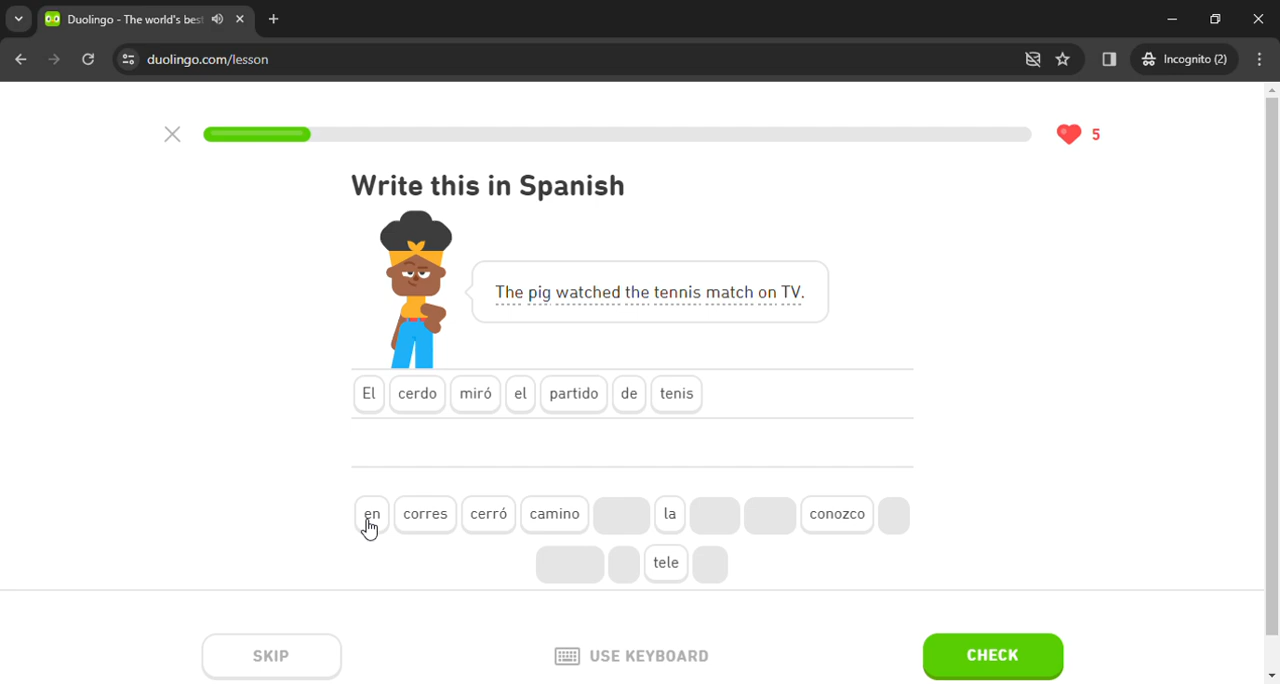 Duolingo - The world's bes
duolingo.com/lesson
Incognito (2)
5
Write this in Spanish
The pig watched the tennis match on TV.
El cerdo miró el partido de tenis
en corres cerró camino la conozco
tele
SKIP USE KEYBOARD CHECK